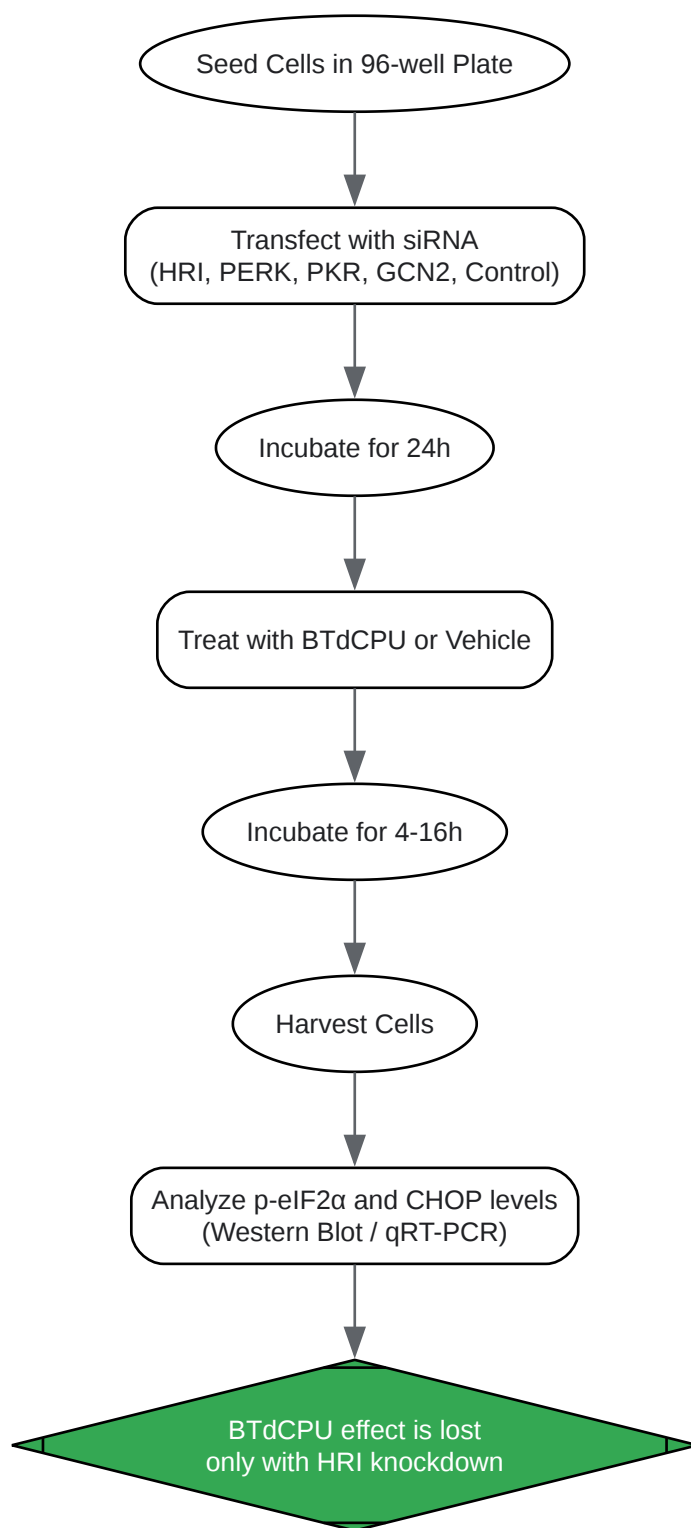 Seed Cells in 96-well Plate
Transfect with siRNA
(HRI, PERK, PKR, GCN2, Control)
Incubate for 24h
Treat with BTdCPU or Vehicle
Incubate for 4-16h
Harvest Cells
Analyze p-eIF2α and CHOP levels
(Western Blot / qRT-PCR)
BTdCPU effect is lost
only with HRI knockdown